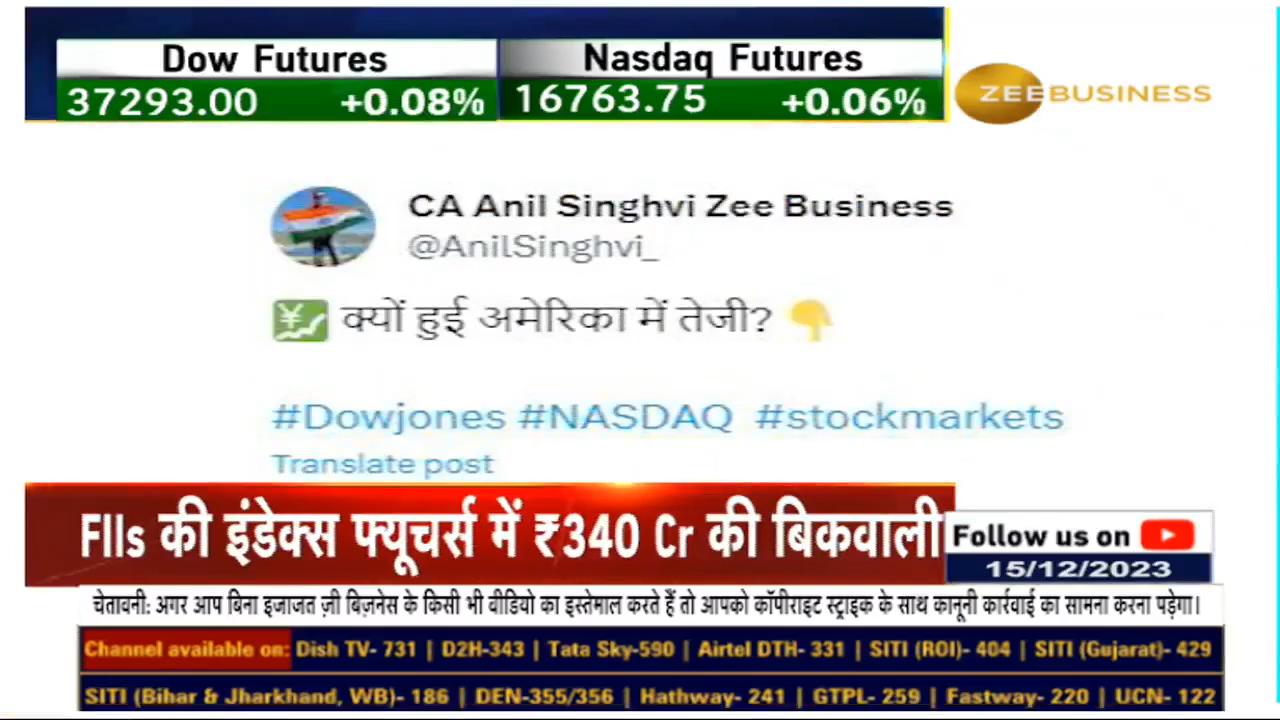 Dow Futures
37293.00 +0.08%
Nasdaq Futures
16763.75 +0.06%
ZEEBUSINESS
CA Anil Singhvi Zee Business
@AnilSinghvi_
💹 क्यों हुई अमेरिका में तेजी? 👇
#Dowjones #NASDAQ #stockmarkets
Translate post
FIIs की इंडेक्स फ्यूचर्स में ₹340 Cr की बिकवाली
Follow us on
15/12/2023
चेतावनी: अगर आप बिना इजाजत ज़ी बिज़नेस के किसी भी वीडियो का इस्तेमाल करते हैं तो आपको कॉपीराइट स्ट्राइक के साथ कानूनी कार्रवाई का सामना करना पड़ेगा।
Channel available on: Dish TV- 731 | D2H-343 | Tata Sky-590 | Airtel DTH- 331 | SITI (ROI)- 404 | SITI (Gujarat)- 429
SITI (Bihar & Jharkhand, WB)- 186 | DEN-355/356 | Hathway- 241 | GTPL- 259 | Fastway- 220 | UCN- 122